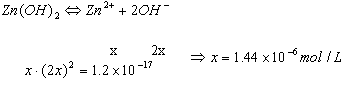 Zn(OH)₂ ⇔ Zn²⁺ + 2OH⁻
x 2x
x·(2x)² = 1.2×10⁻¹⁷ ⇒ x = 1.44×10⁻⁶ mol / L